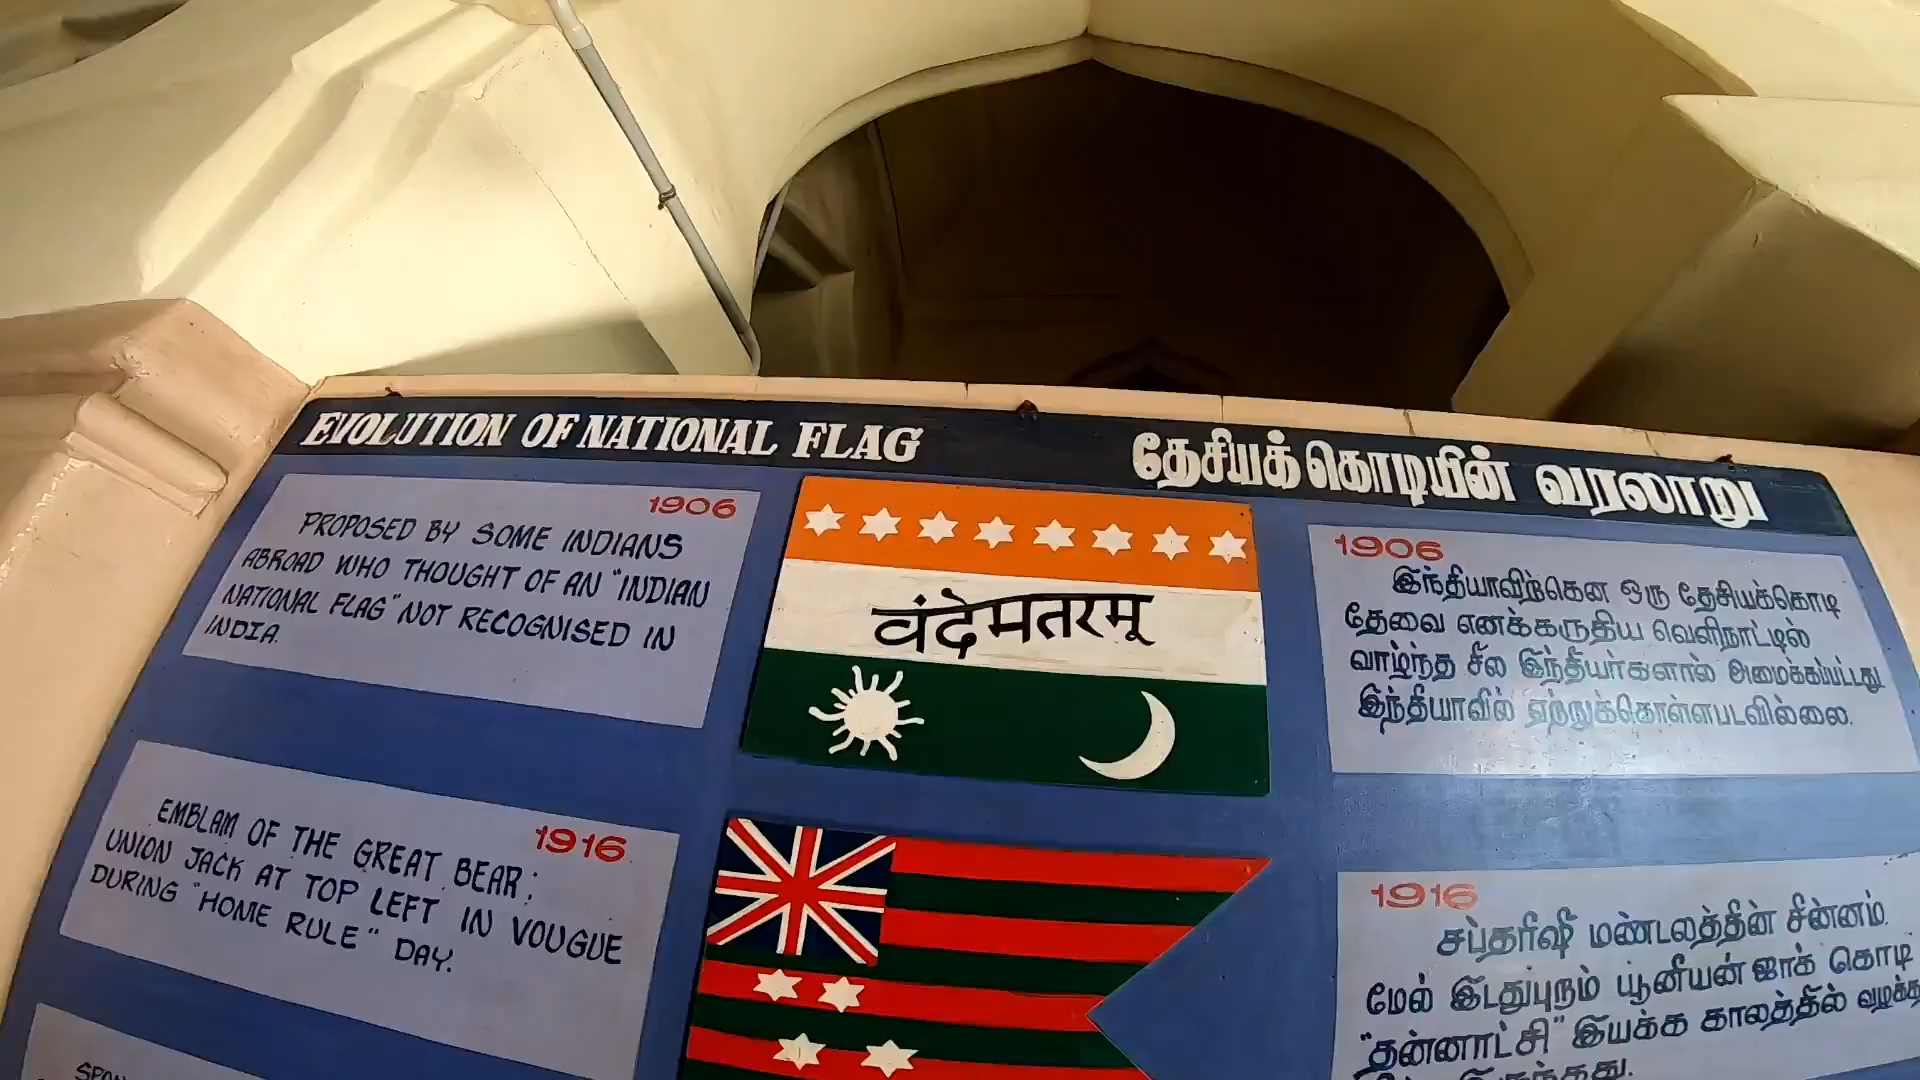 EVOLUTION OF NATIONAL FLAG
தேசியக் கொடியின் வரலாறு
1906
PROPOSED BY SOME INDIANS
ABROAD WHO THOUGHT OF AN "INDIAN
NATIONAL FLAG" NOT RECOGNISED IN
INDIA.
वंदेमतरमू
1906
இந்தியாவிற்கென ஒரு தேசியக்கொடி
தேவை எனக்கருதிய வெளிநாட்டில்
வாழ்ந்த சில இந்தியர்களால் அமைக்கப்பட்டது
இந்தியாவில் ஏற்றுக்கொள்ளபடவில்லை.
1916
EMBLAM OF THE GREAT BEAR;
UNION JACK AT TOP LEFT IN VOUGUE
DURING "HOME RULE" DAY.
1916
சப்தரிஷி மண்டலத்தின் சின்னம்.
மேல் இடதுபுறம் யூனியன் ஜாக் கொடி
"தன்னாட்சி" இயக்க காலத்தில்